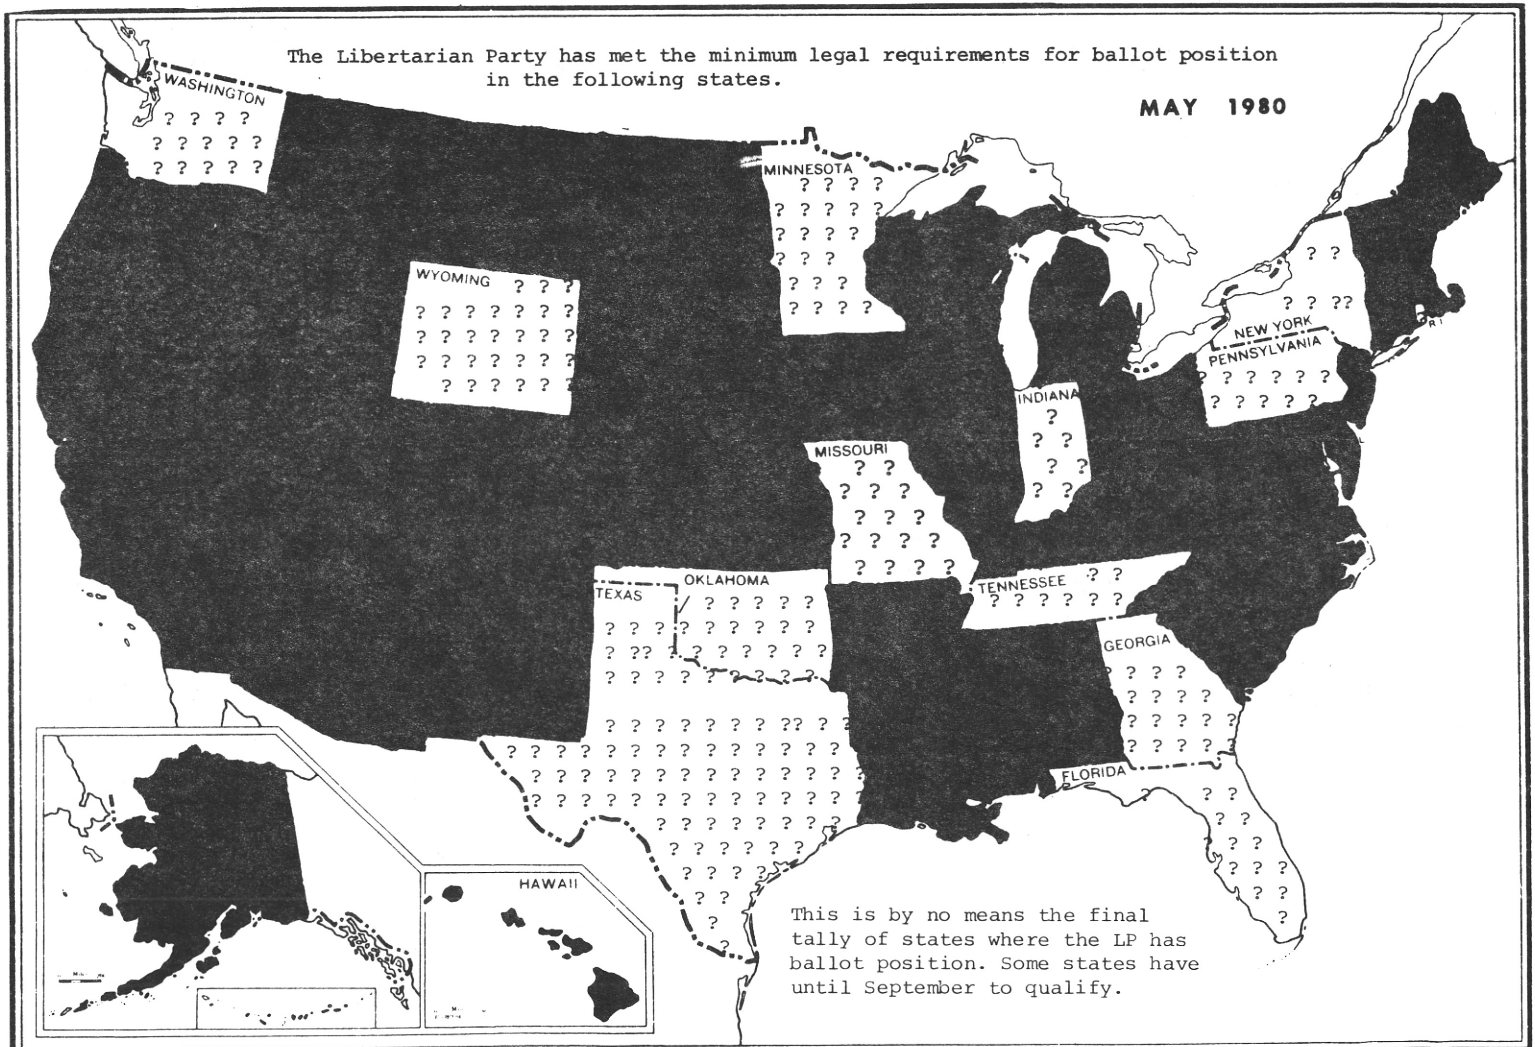 The Libertarian Party has met the minimum legal requirements for ballot position
in the following states.
MAY 1980
WASHINGTON
? ? ? ?
? ? ? ? ?
? ? ? ? ?
MINNESOTA
? ? ? ?
? ? ? ? ?
? ? ? ?
? ? ?
? ? ?
? ? ? ?
WYOMING
? ? ?
? ? ? ? ? ? ?
? ? ? ? ? ? ?
? ? ? ? ? ? ?
? ? ? ? ? ?
? ?
? ? ??
NEW YORK
R I
PENNSYLVANIA
? ? ? ? ? ?
? ? ? ? ?
INDIANA
?
? ?
? ?
? ?
MISSOURI
? ?
? ? ?
? ? ?
? ? ? ?
? ? ? ?
OKLAHOMA
? ? ? ? ?
? ? ? ? ? ?
? ? ? ? ? ?
? ? ? ?
TEXAS
? ? ?
? ?? ?
? ? ? ? ?
? ? ? ? ? ? ? ?? ? ?
? ? ? ? ? ? ? ? ? ? ? ? ? ?
? ? ? ? ? ? ? ? ? ? ? ? ? ?
? ? ? ? ? ? ? ? ? ? ? ? ? ?
? ? ? ? ? ? ? ?
? ? ? ? ? ?
? ? ? ?
? ?
?
?
TENNESSEE
? ?
? ? ? ? ? ?
GEORGIA
? ? ? ?
? ? ? ?
? ? ? ? ?
? ? ? ? ?
FLORIDA
? ? ?
? ?
? ? ?
? ? ?
? ?
?
HAWAII
This is by no means the final
tally of states where the LP has
ballot position. Some states have
until September to qualify.